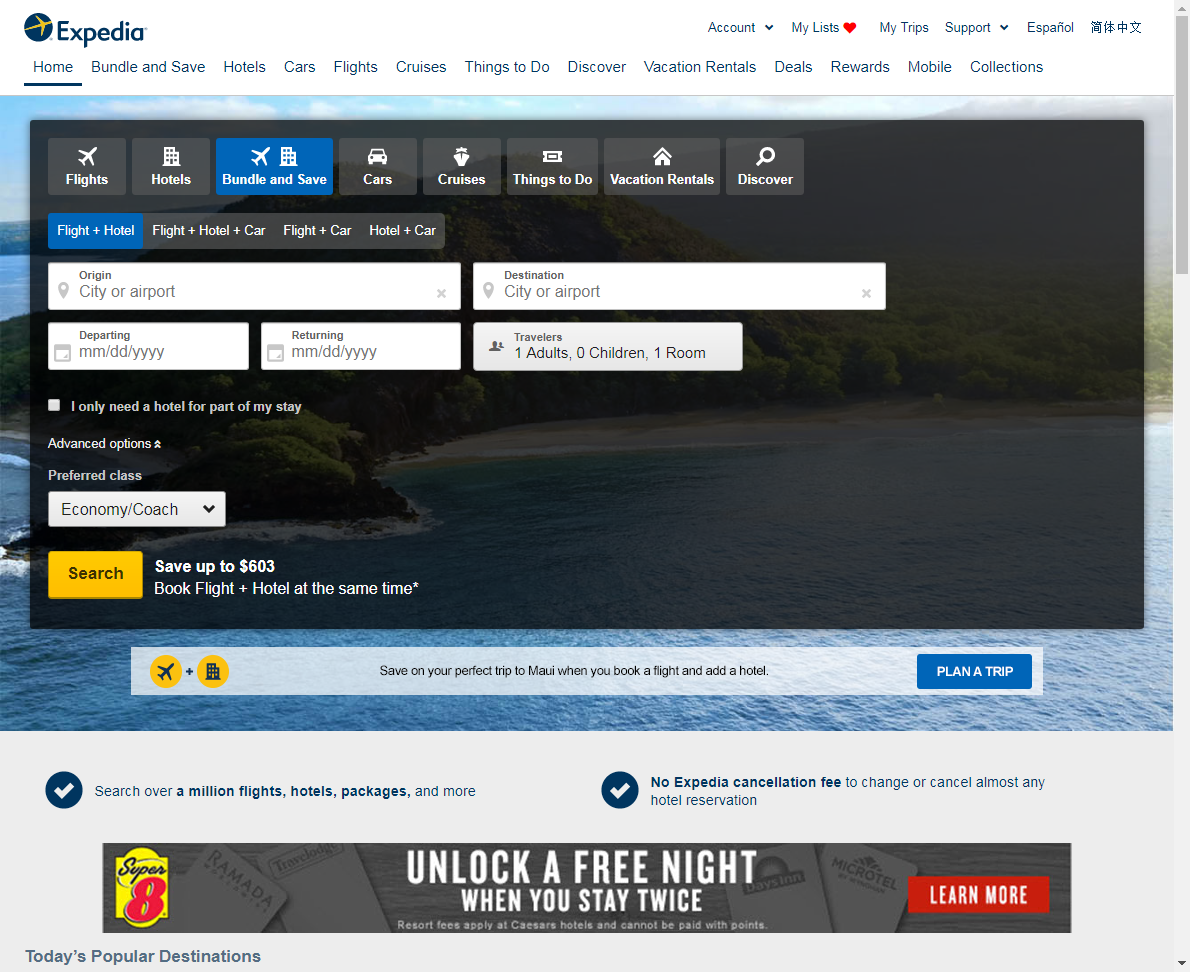 Expedia
Account My Lists My Trips Support Español 简体中文
Home Bundle and Save Hotels Cars Flights Cruises Things to Do Discover Vacation Rentals Deals Rewards Mobile Collections
Flights Hotels Bundle and Save Cars Cruises Things to Do Vacation Rentals Discover
Flight + Hotel Flight + Hotel + Car Flight + Car Hotel + Car
Origin
City or airport
Destination
City or airport
Departing
mm/dd/yyyy
Returning
mm/dd/yyyy
Travelers
1 Adults, 0 Children, 1 Room
I only need a hotel for part of my stay
Advanced options
Preferred class
Economy/Coach
Search
Save up to $603
Book Flight + Hotel at the same time*
+ Save on your perfect trip to Maui when you book a flight and add a hotel. PLAN A TRIP
Search over a million flights, hotels, packages, and more
No Expedia cancellation fee to change or cancel almost any
hotel reservation
Super
8
RAMADA
Travelodge
UNLOCK A FREE NIGHT
WHEN YOU STAY TWICE
Resort fees apply at Caesars hotels and cannot be paid with points.
Days Inn
MICROTEL
LEARN MORE
Today's Popular Destinations